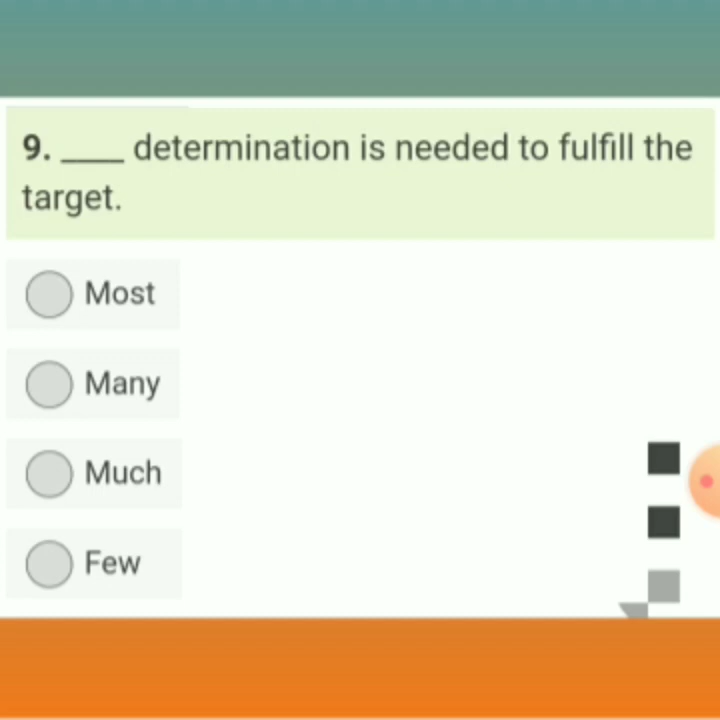 9. ____ determination is needed to fulfill the
target.
Most
Many
Much
Few